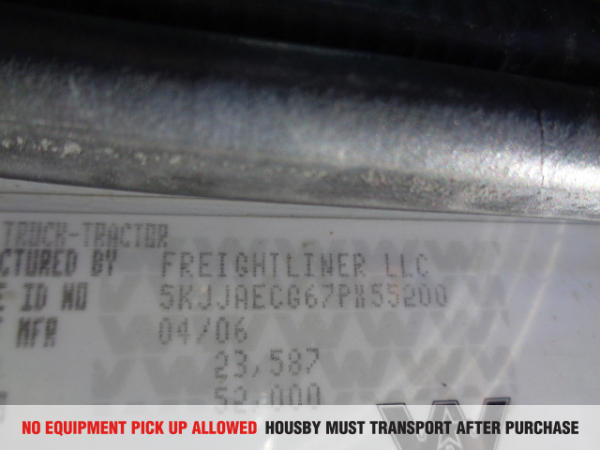 TRUCK-TRACTOR
CTURED BY FREIGHTLINER LLC
E ID NO 5KJJAECG67PX55200
MFR 04/06
23,587
52,000
W
NO EQUIPMENT PICK UP ALLOWED HOUSBY MUST TRANSPORT AFTER PURCHASE